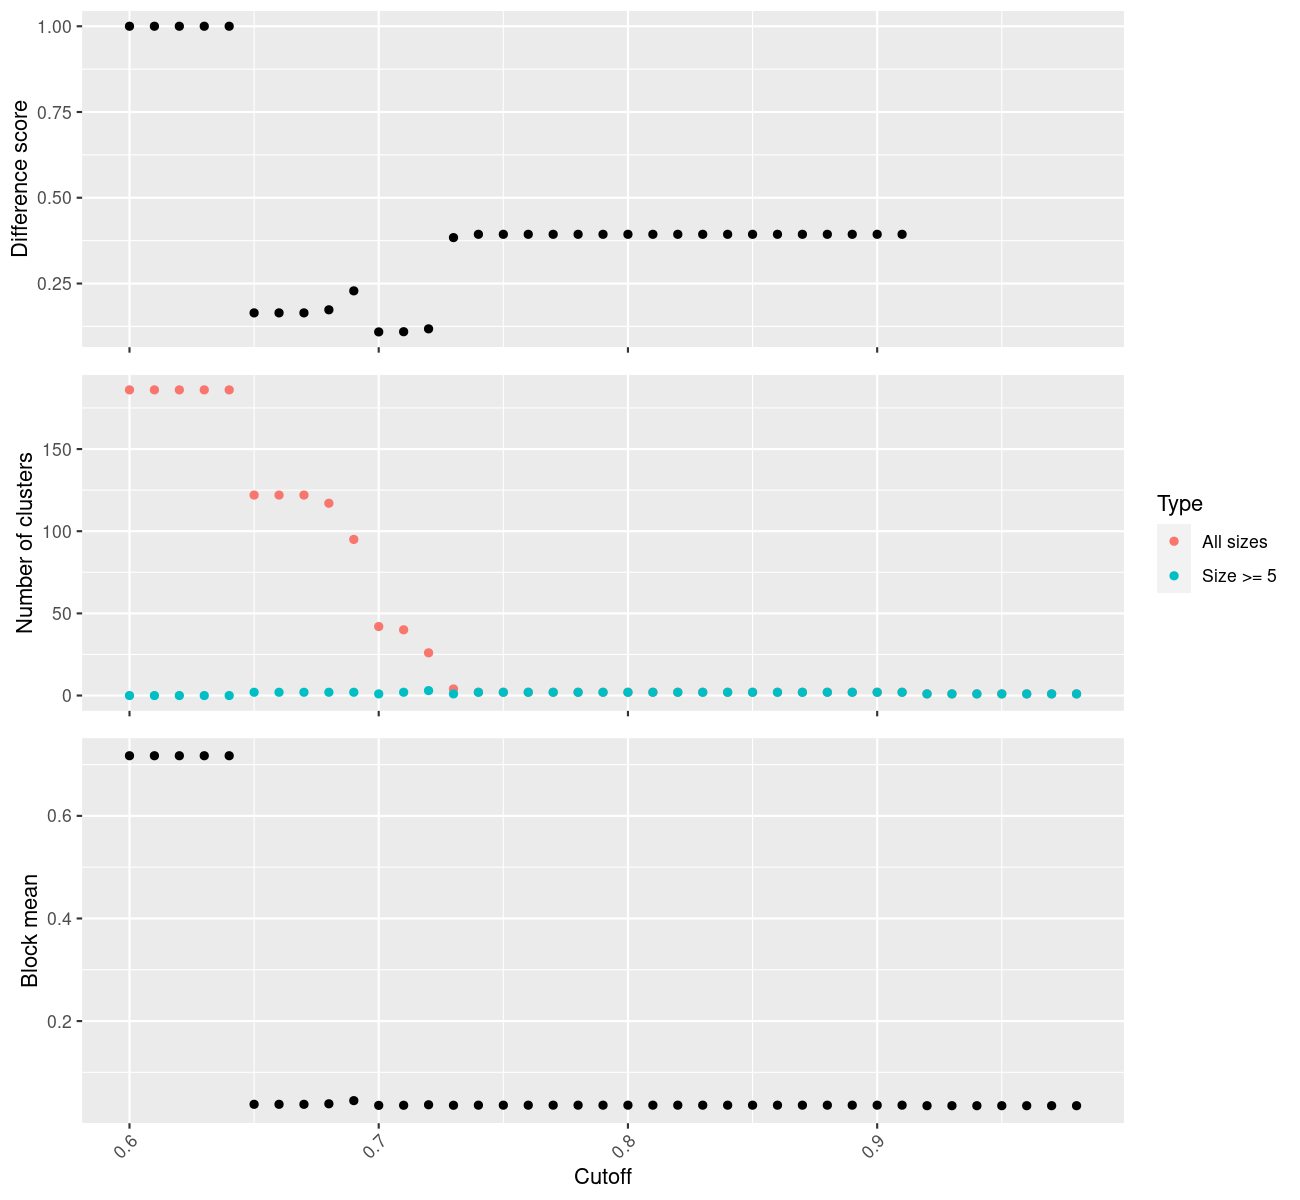 Difference score
1.00
0.75
0.50
0.25
Number of clusters
150
100
50
0
Type
All sizes
Size >= 5
Block mean
0.6
0.4
0.2
0.6
0.7
0.8
0.9
Cutoff